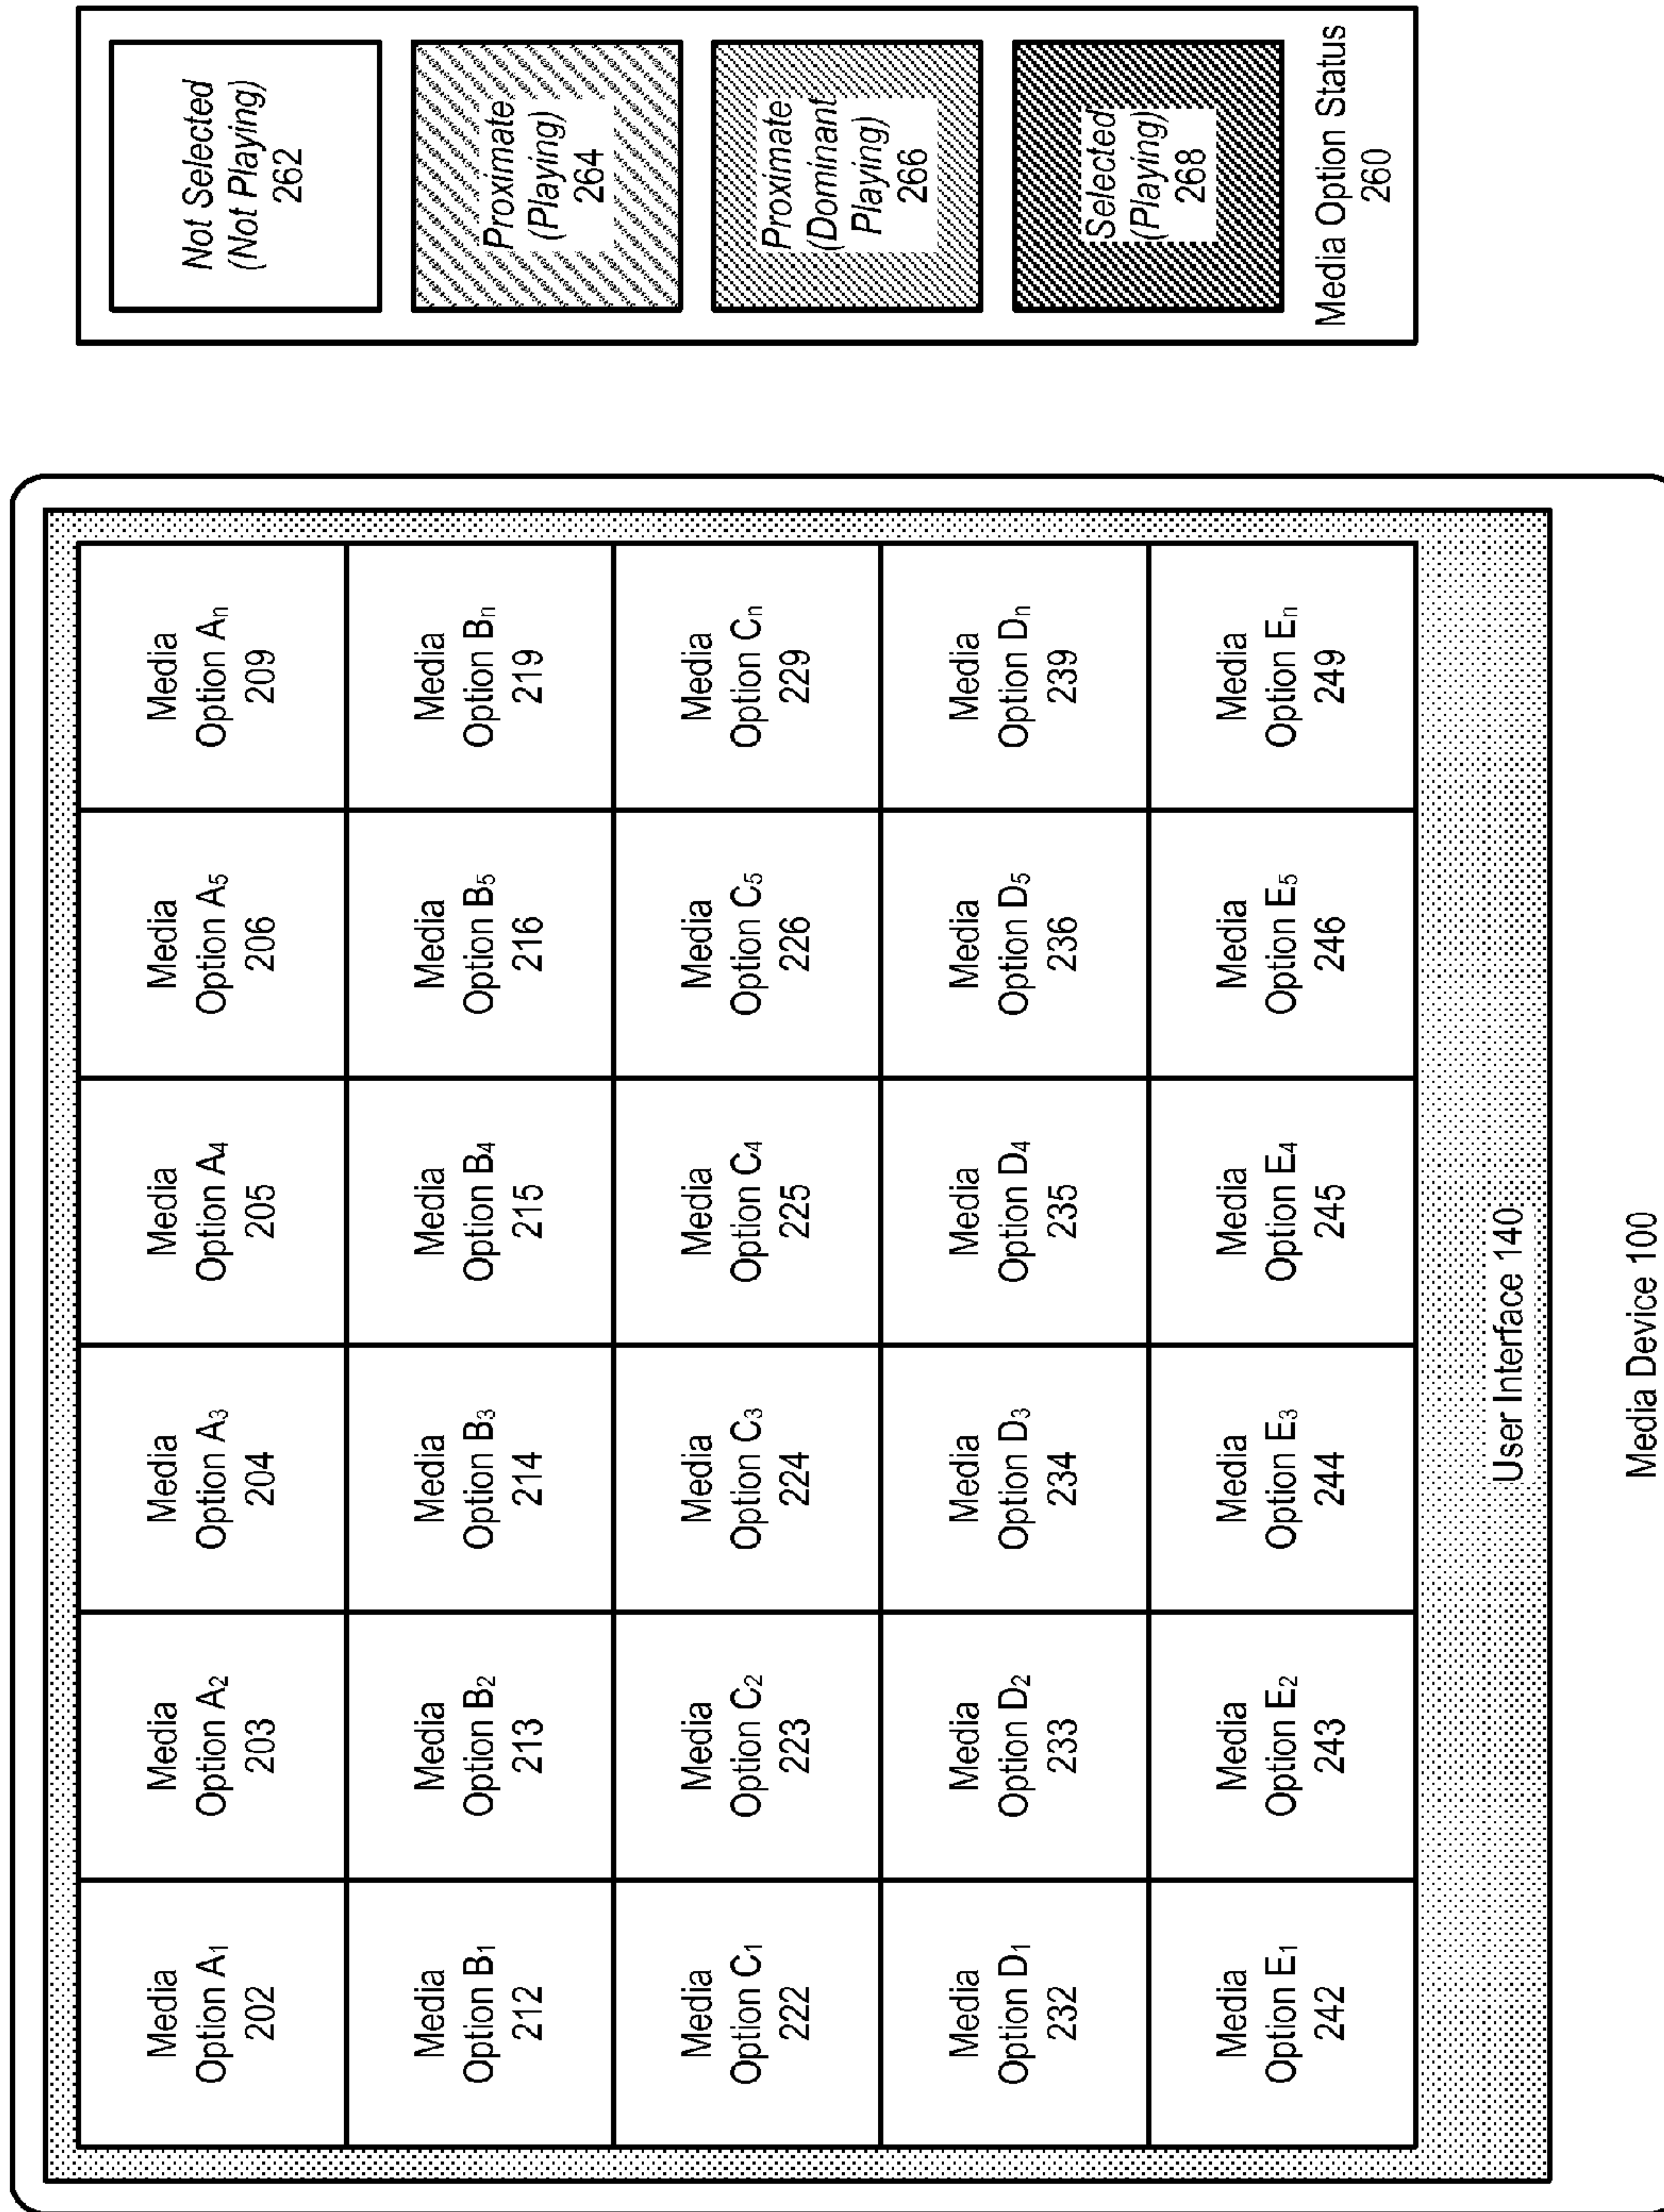 Media
Option A₁
202
Media
Option A₂
203
Media
Option A₃
204
Media
Option A₄
205
Media
Option A₅
206
Media
Option Aₙ
209
Media
Option B₁
212
Media
Option B₂
213
Media
Option B₃
214
Media
Option B₄
215
Media
Option B₅
216
Media
Option Bₙ
219
Media
Option C₁
222
Media
Option C₂
223
Media
Option C₃
224
Media
Option C₄
225
Media
Option C₅
226
Media
Option Cₙ
229
Media
Option D₁
232
Media
Option D₂
233
Media
Option D₃
234
Media
Option D₄
235
Media
Option D₅
236
Media
Option Dₙ
239
Media
Option E₁
242
Media
Option E₂
243
Media
Option E₃
244
Media
Option E₄
245
Media
Option E₅
246
Media
Option Eₙ
249
User Interface 140
Media Device 100
Not Selected
(Not Playing)
262
Proximate
(Playing)
264
Proximate
(Dominant
Playing)
266
Selected
(Playing)
268
Media Option Status
260